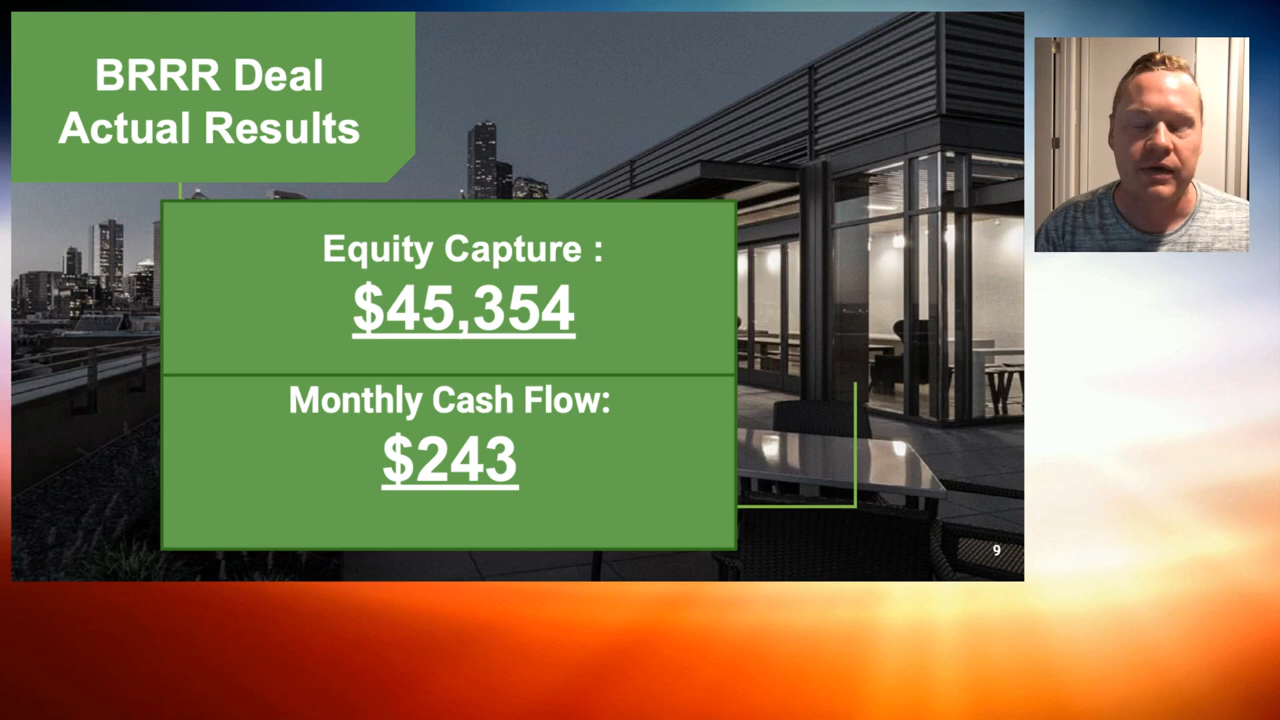 BRRR Deal
Actual Results
Equity Capture :
$45,354
Monthly Cash Flow:
$243
9